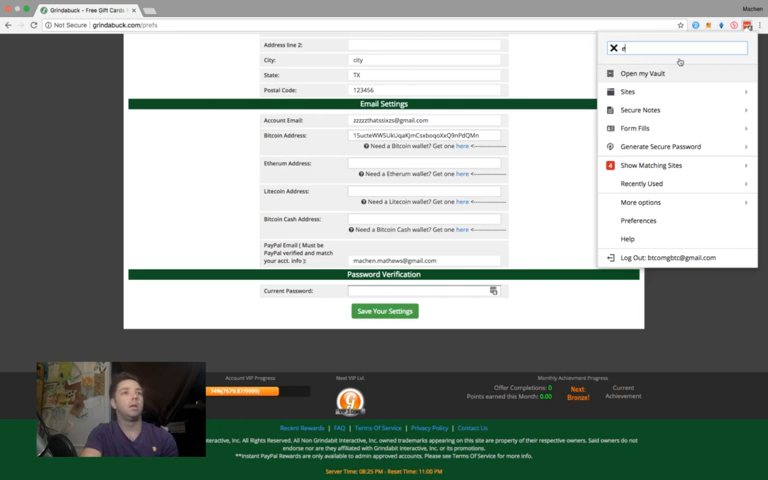 Grindabuck - Free Gift Cards
Machen
Not Secure
grindabuck.com/prefs
Address line 2:
City:
city
State:
TX
Postal Code:
123456
Email Settings
Account Email:
zzzzzthatssixzs@gmail.com
Bitcoin Address:
Need a Bitcoin wallet? Get one here <----------
Etherum Address:
Need a Etherum wallet? Get one here <----------
Litecoin Address:
Need a Litecoin wallet? Get one here <----------
Bitcoin Cash Address:
Need a Bitcoin Cash wallet? Get one here <----------
PayPal Email ( Must be
PayPal verified and match
your acct. info ):
machen.mathews@gmail.com
Password Verification
Current Password:
Save Your Settings
Open my Vault
Sites
Secure Notes
Form Fills
Generate Secure Password
4 Show Matching Sites
Recently Used
More options
Preferences
Help
Log Out: btcomgbtc@gmail.com
Account VIP Progress
Next VIP Lvl.
Monthly Achievment Progress
Offer Completions: 0
Points earned this month: 0.00
Next:
Bronze!
Current
Achievement
Recent Rewards | FAQ | Terms Of Service | Privacy Policy | Contact Us
Interactive, Inc. All Rights Reserved. All Non Grindabit Interactive, Inc. owned trademarks appearing on this site are property of their respective owners. Said owners do not
endorse nor are they affiliated with Grindabit Interactive, Inc. or its promotions.
**Instant PayPal Rewards are only available to admin approved accounts. Please see Terms Of Service for more info.
Server Time: 08:25 PM - Reset Time: 11:00 PM